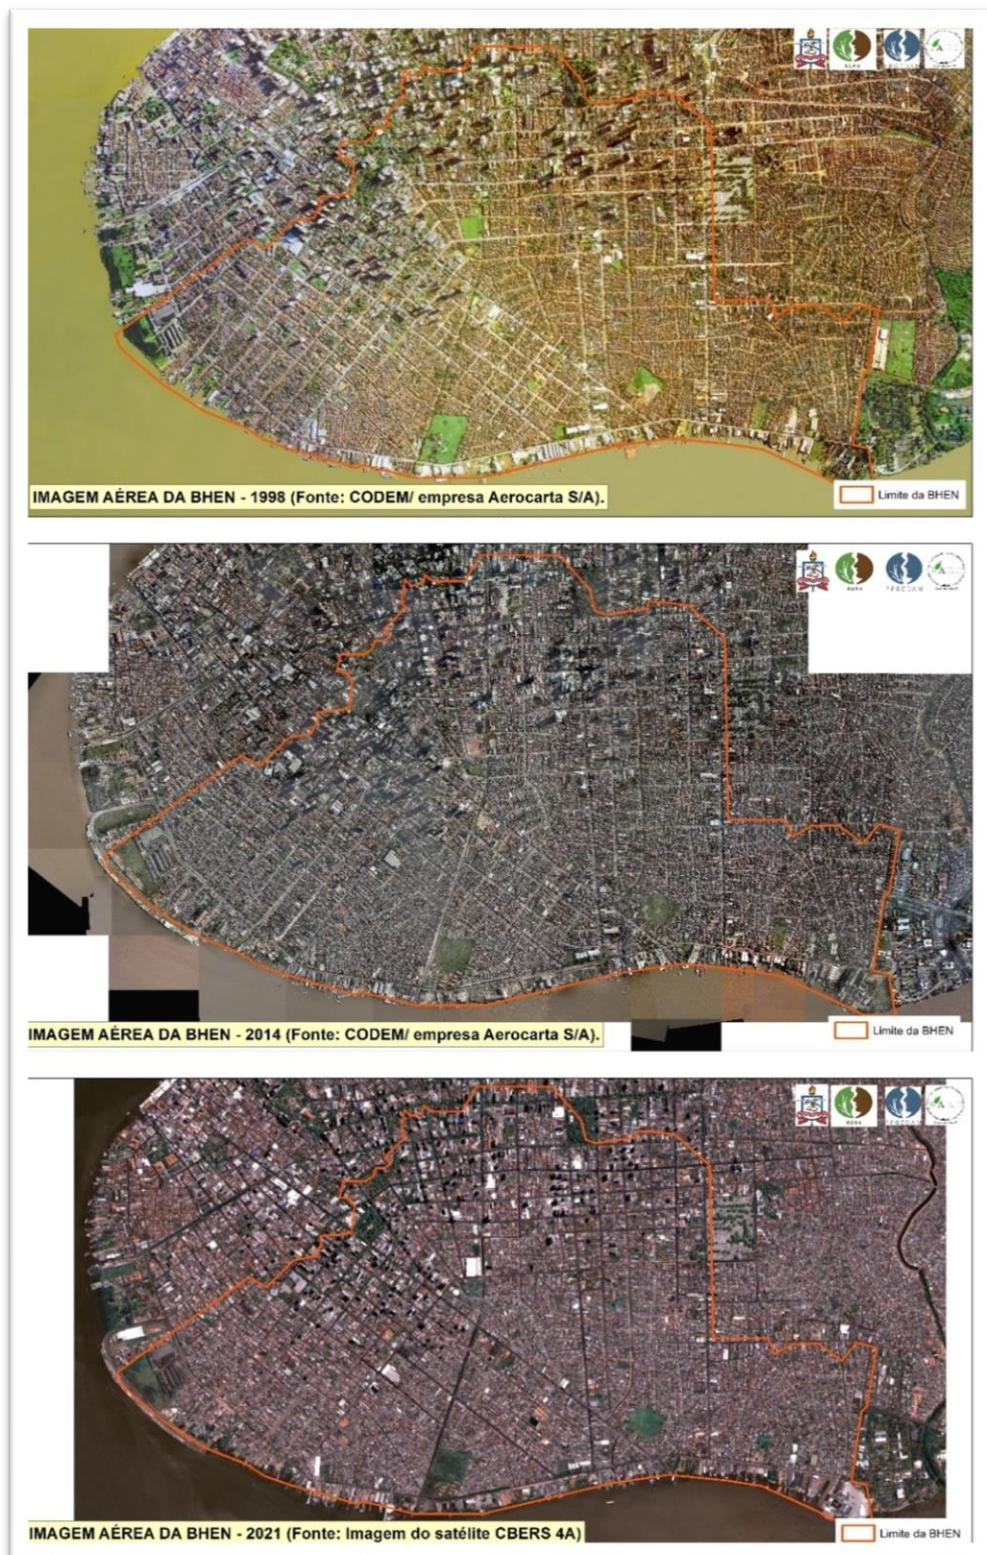 IMAGEM AÉREA DA BHEN - 1998 (Fonte: CODEM/ empresa Aerocarta S/A).
Limite da BHEN
IMAGEM AÉREA DA BHEN - 2014 (Fonte: CODEM/ empresa Aerocarta S/A).
Limite da BHEN
IMAGEM AÉREA DA BHEN - 2021 (Fonte: Imagem do satélite CBERS 4A)
Limite da BHEN